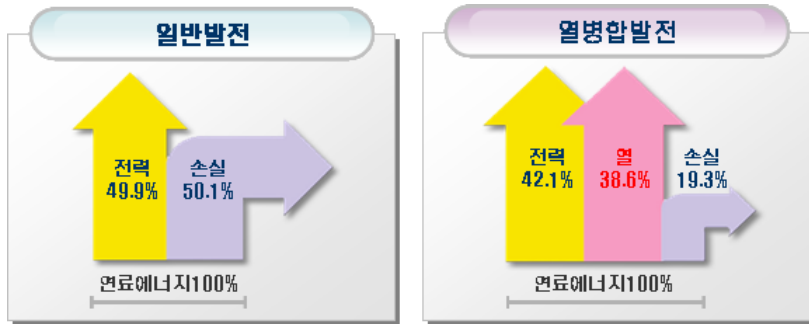 일반발전
전력
49.9%
손실
50.1%
연료에너지100%
열병합발전
전력
42.1%
열
38.6%
손실
19.3%
연료에너지100%